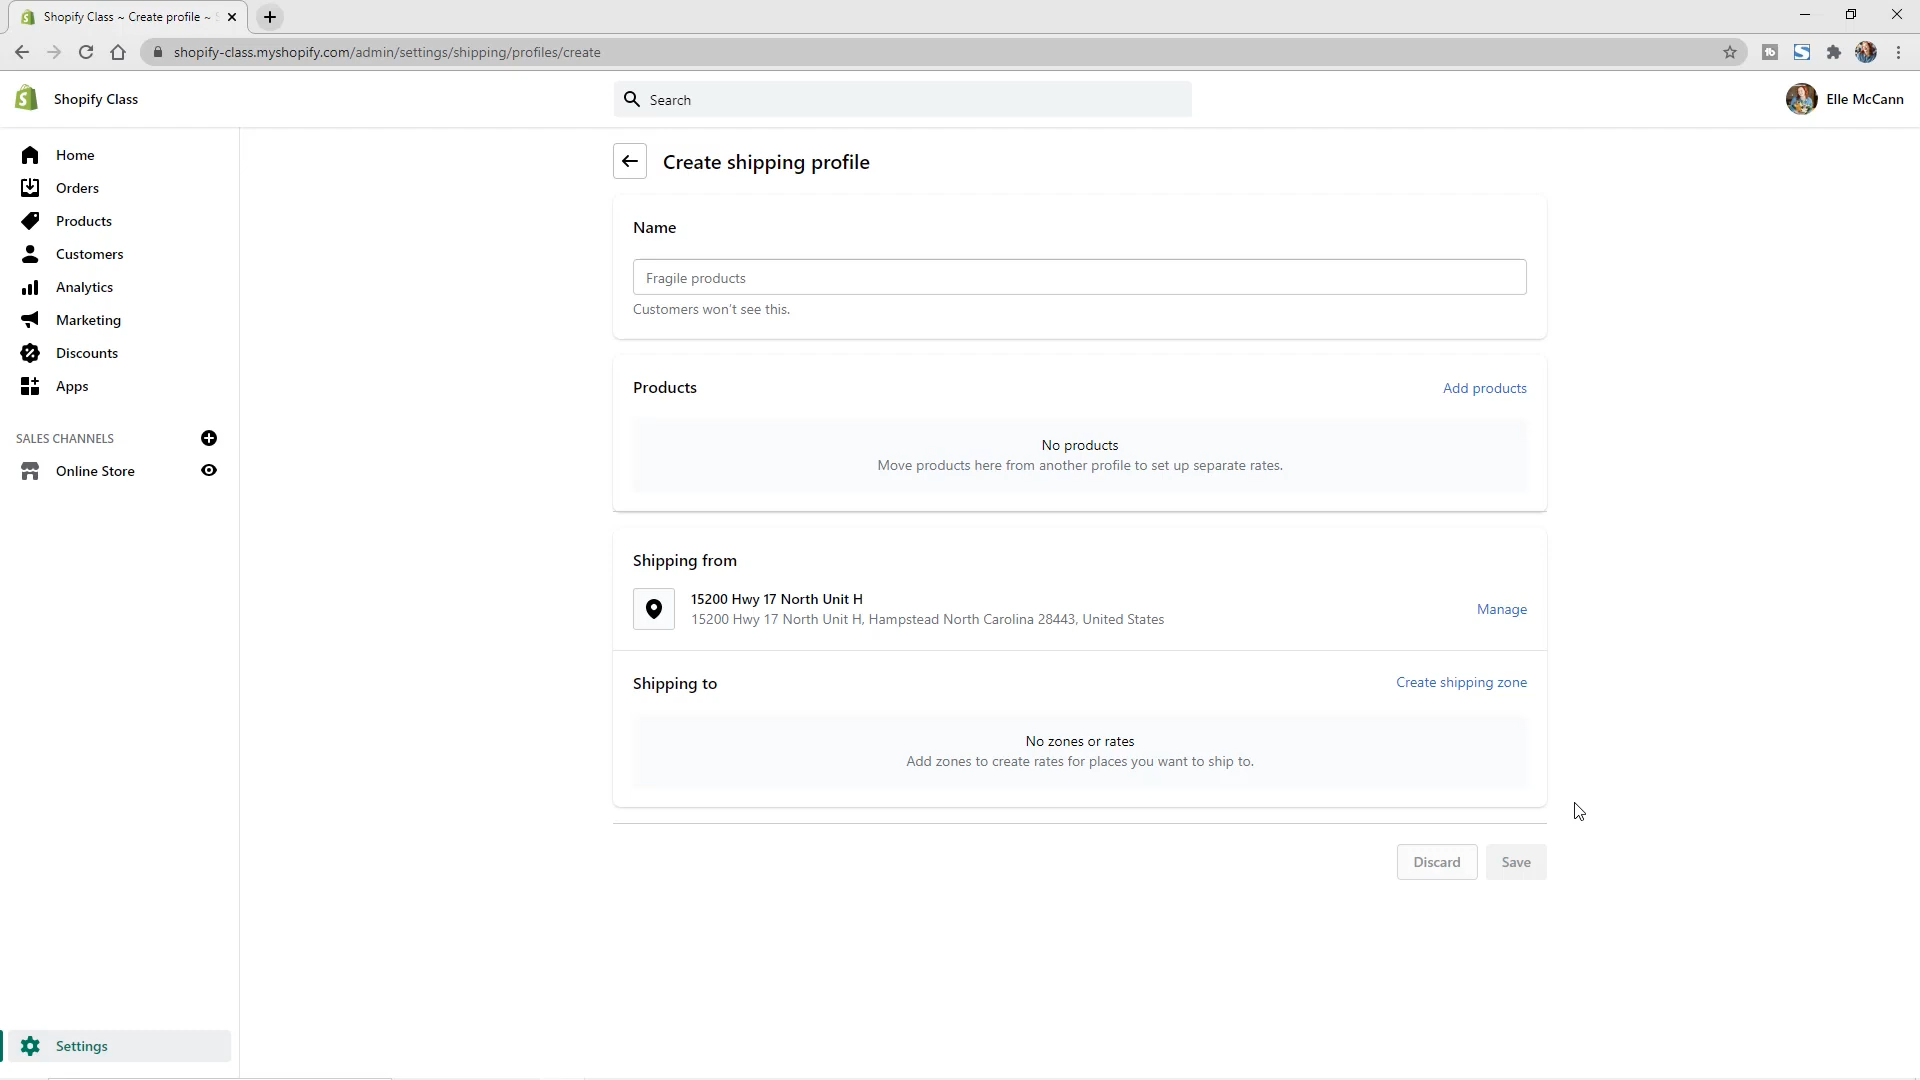 Shopify Class ~ Create profile ~
shopify-class.myshopify.com/admin/settings/shipping/profiles/create
Shopify Class
Search
Elle McCann
Home
Orders
Products
Customers
Analytics
Marketing
Discounts
Apps
SALES CHANNELS
Online Store
Settings
Create shipping profile
Name
Fragile products
Customers won't see this.
Products
Add products
No products
Move products here from another profile to set up separate rates.
Shipping from
15200 Hwy 17 North Unit H
15200 Hwy 17 North Unit H, Hampstead North Carolina 28443, United States
Manage
Shipping to
Create shipping zone
No zones or rates
Add zones to create rates for places you want to ship to.
Discard
Save